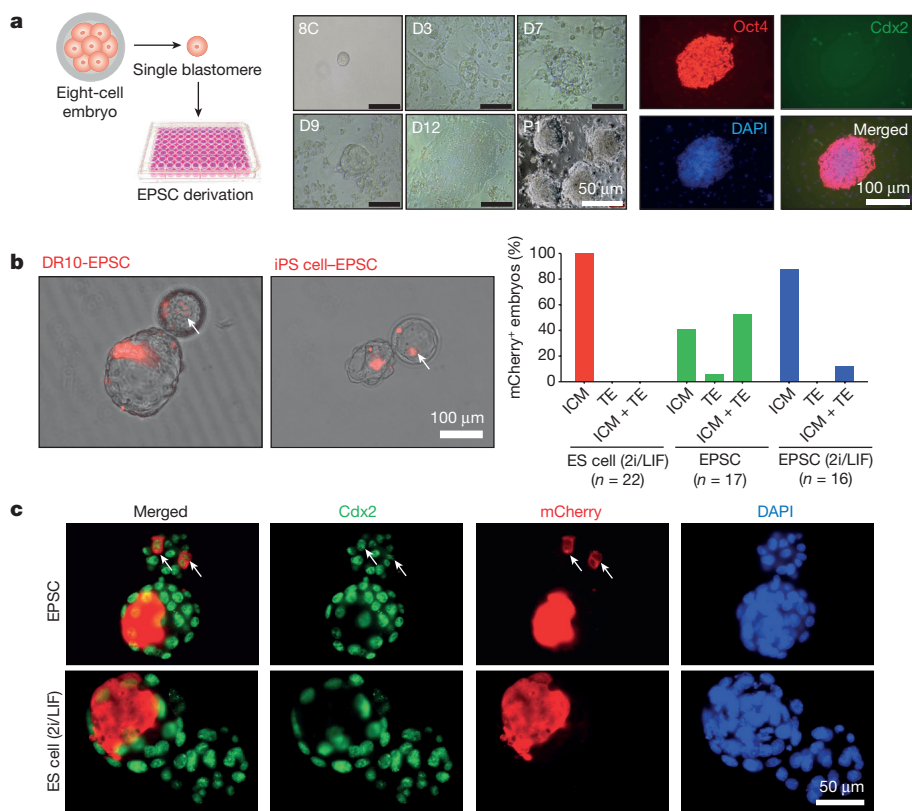 a
Eight-cell
embryo
Single blastomere
EPSC derivation
8C
D3
D7
D9
D12
P1
50 μm
Oct4
Cdx2
DAPI
Merged
100 μm
b
DR10-EPSC
iPS cell–EPSC
100 μm
mCherry⁺ embryos (%)
100
80
60
40
20
0
ICM
TE
ICM + TE
ICM
TE
ICM + TE
ICM
TE
ICM + TE
ES cell (2i/LIF)
(n = 22)
EPSC
(n = 17)
EPSC (2i/LIF)
(n = 16)
c
Merged
Cdx2
mCherry
DAPI
EPSC
ES cell (2i/LIF)
50 μm